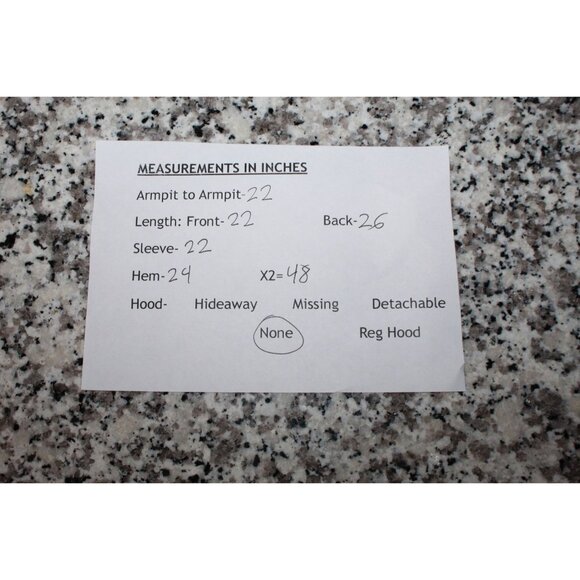 MEASUREMENTS IN INCHES
Armpit to Armpit-22
Length: Front-22 Back-26
Sleeve-22
Hem-24 X2=48
Hood- Hideaway Missing Detachable
None Reg Hood